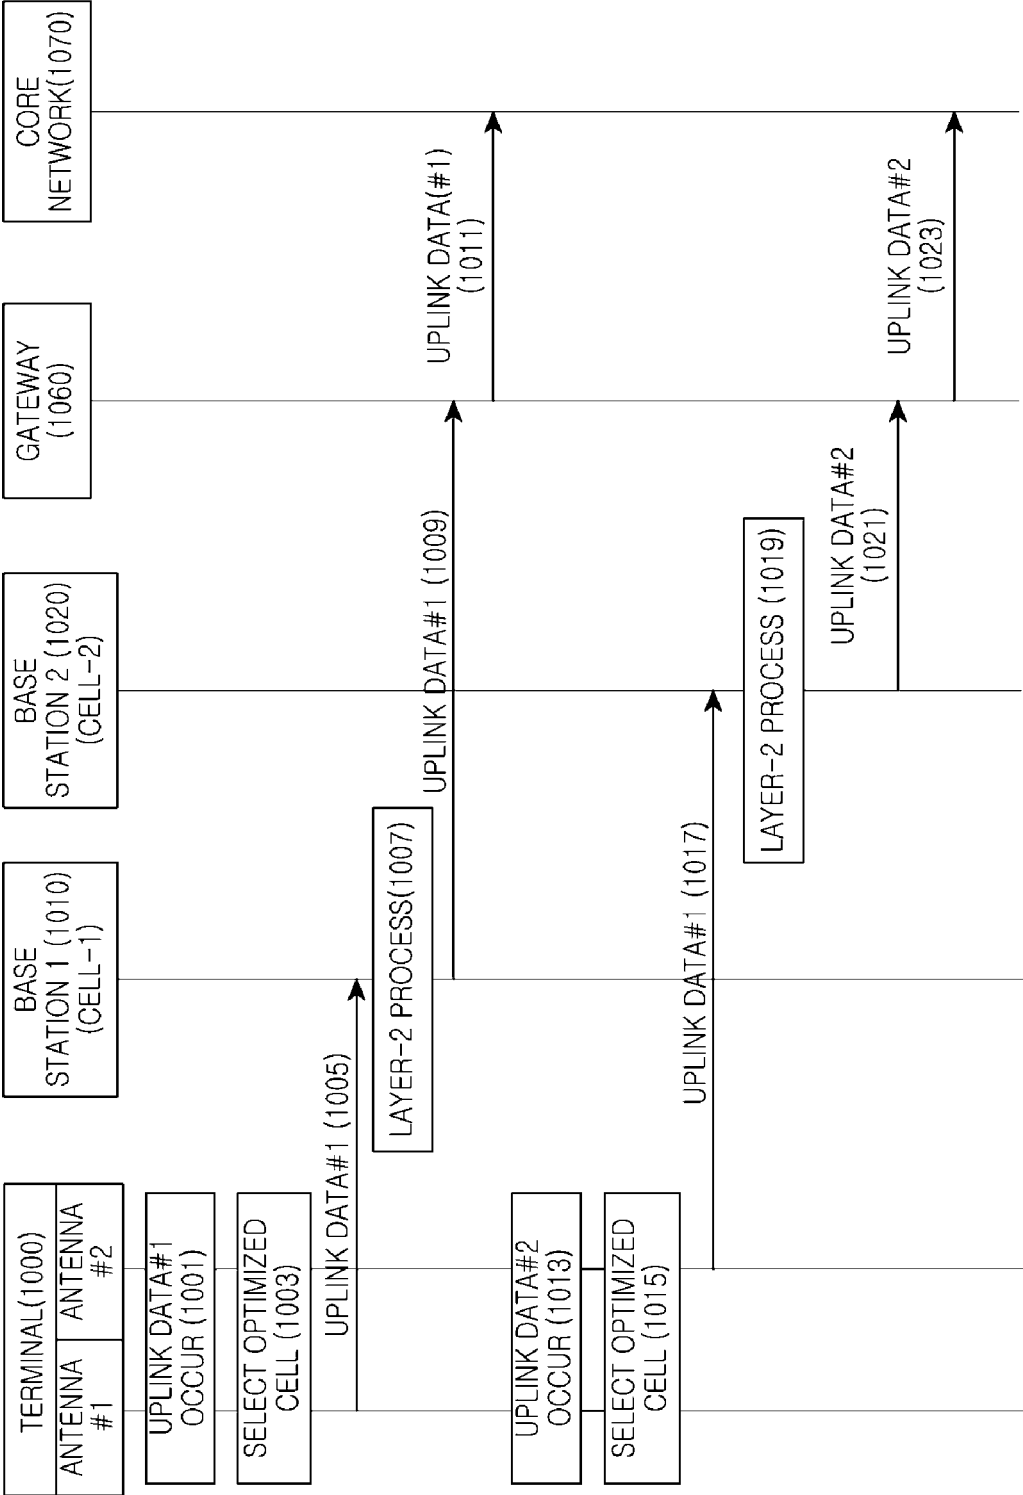 TERMINAL(1000)
ANTENNA
#1
ANTENNA
#2
BASE
STATION 1 (1010)
(CELL-1)
BASE
STATION 2 (1020)
(CELL-2)
GATEWAY
(1060)
CORE
NETWORK(1070)
UPLINK DATA#1
OCCUR (1001)
SELECT OPTIMIZED
CELL (1003)
UPLINK DATA#1 (1005)
LAYER-2 PROCESS(1007)
UPLINK DATA#1 (1009)
UPLINK DATA(#1)
(1011)
UPLINK DATA#2
OCCUR (1013)
SELECT OPTIMIZED
CELL (1015)
UPLINK DATA#1 (1017)
LAYER-2 PROCESS (1019)
UPLINK DATA#2
(1021)
UPLINK DATA#2
(1023)